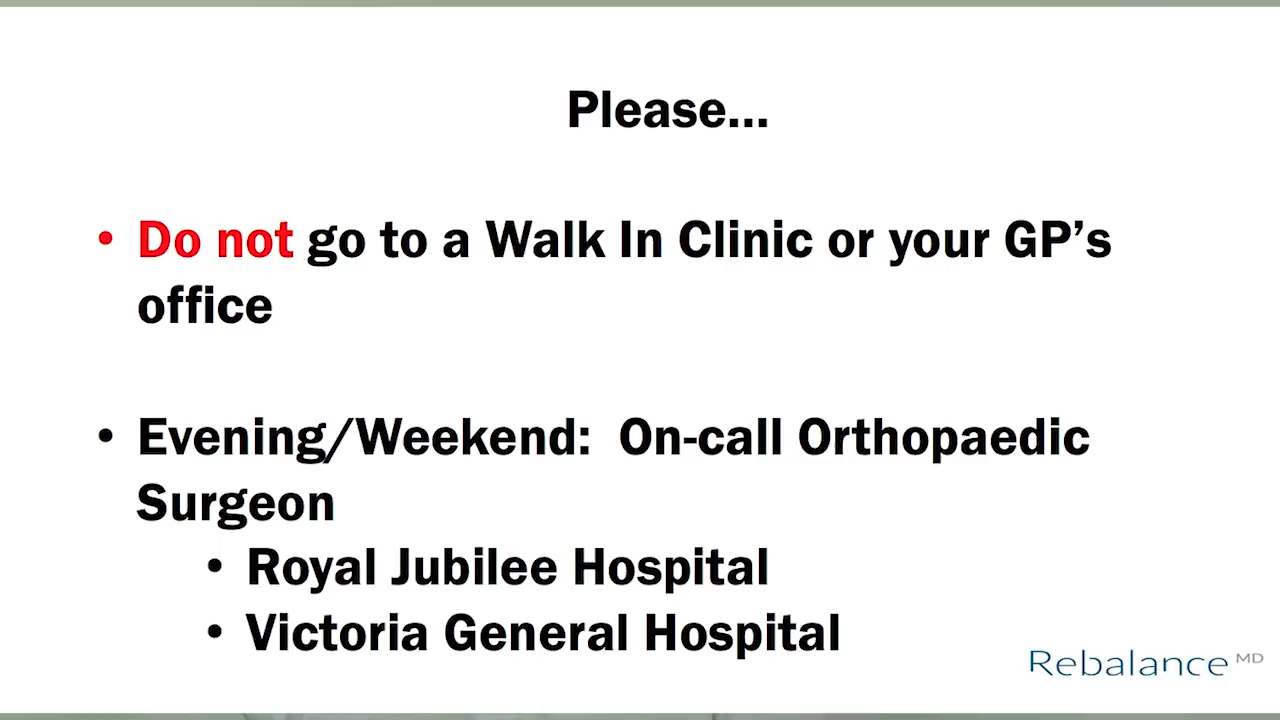 Please...
• Do not go to a Walk In Clinic or your GP’s
office
• Evening/Weekend: On-call Orthopaedic
Surgeon
• Royal Jubilee Hospital
• Victoria General Hospital
Rebalance MD